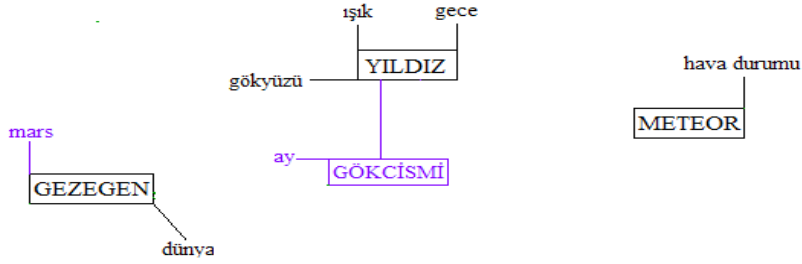 ışık
gece
YILDIZ
gökyüzü
hava durumu
METEOR
mars
ay
GÖKCİSMİ
GEZEGEN
dünya